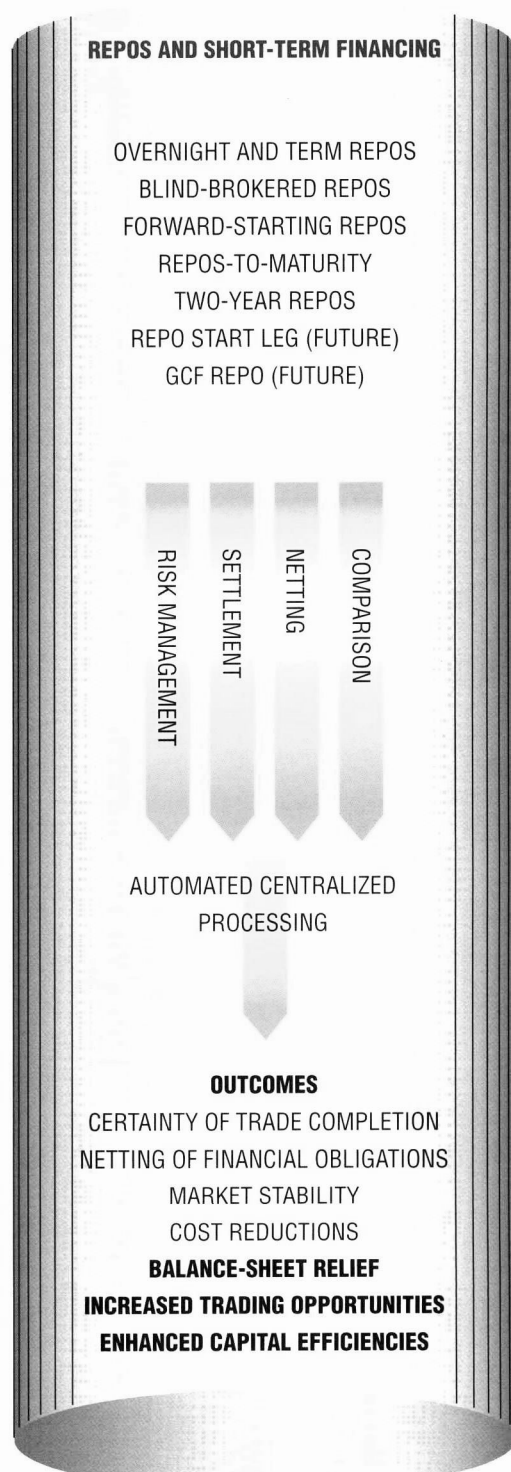 REPOS AND SHORT-TERM FINANCING
OVERNIGHT AND TERM REPOS
BLIND-BROKERED REPOS
FORWARD-STARTING REPOS
REPOS-TO-MATURITY
TWO-YEAR REPOS
REPO START LEG (FUTURE)
GCF REPO (FUTURE)
RISK MANAGEMENT
SETTLEMENT
NETTING
COMPARISON
AUTOMATED CENTRALIZED
PROCESSING
OUTCOMES
CERTAINTY OF TRADE COMPLETION
NETTING OF FINANCIAL OBLIGATIONS
MARKET STABILITY
COST REDUCTIONS
BALANCE-SHEET RELIEF
INCREASED TRADING OPPORTUNITIES
ENHANCED CAPITAL EFFICIENCIES